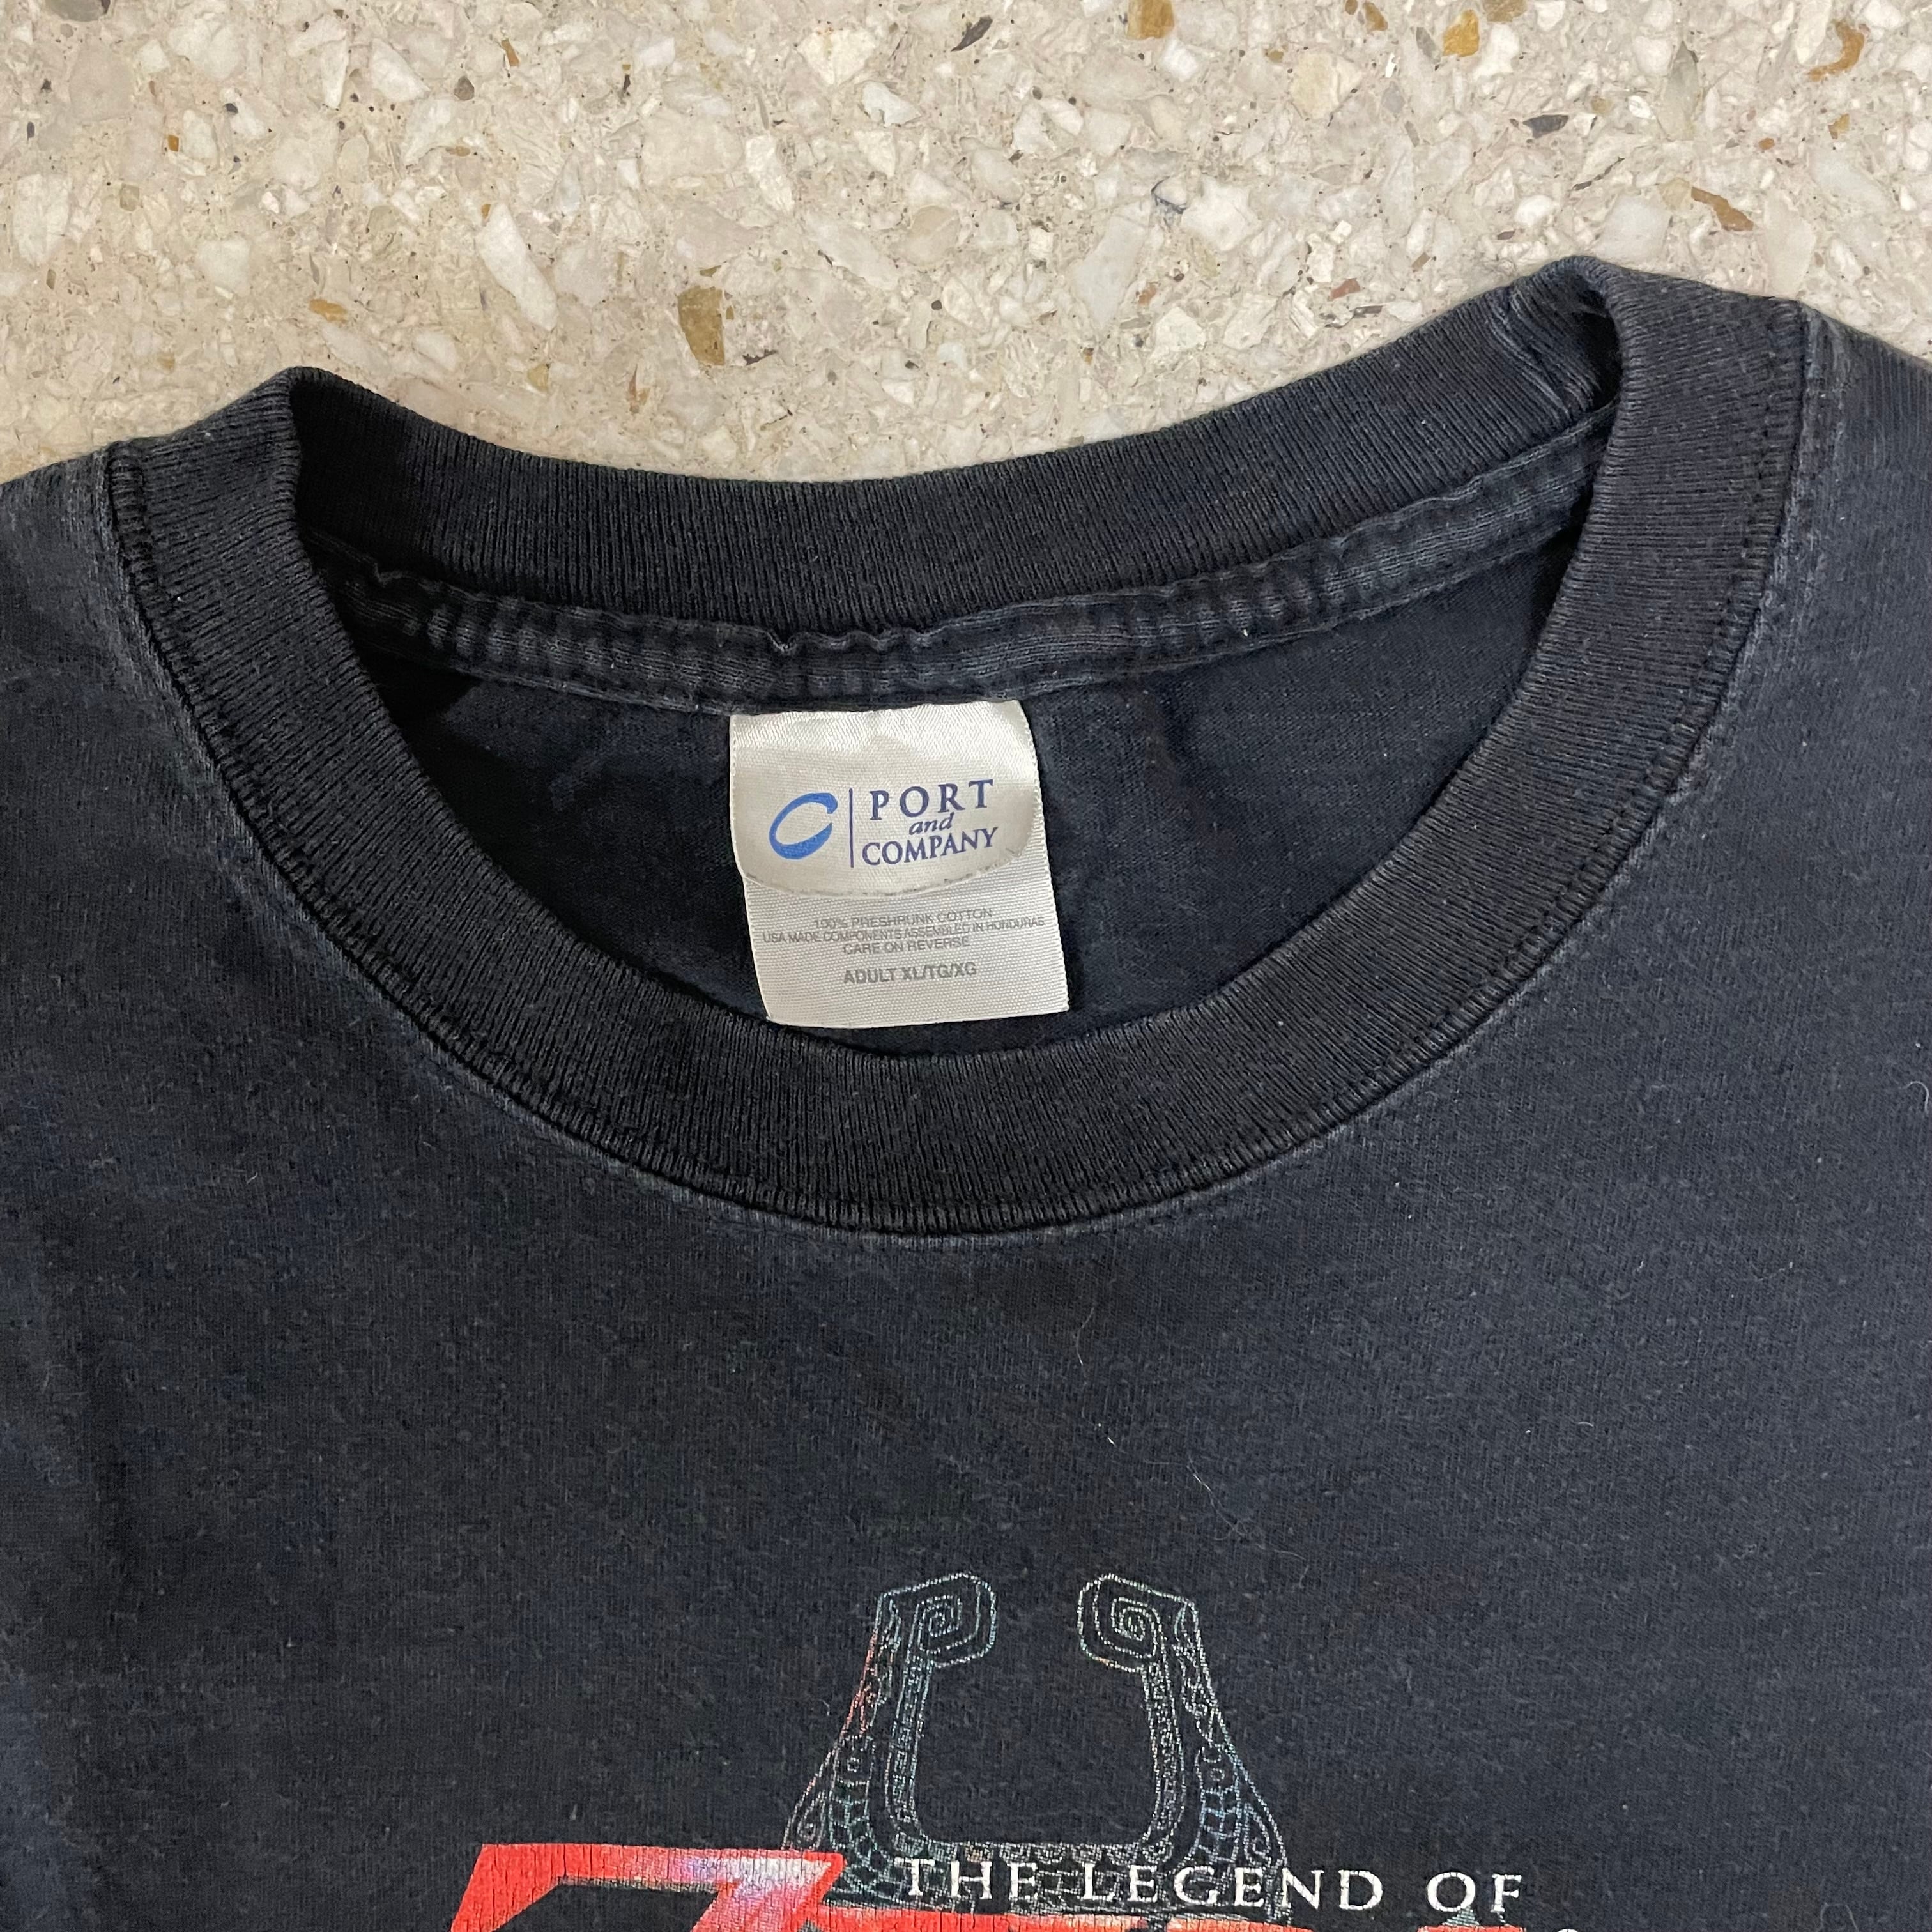 PORT
and
COMPANY
100% PRESHRUNK COTTON
USA MADE COMPONENTS ASSEMBLED IN HONDURAS
CARE ON REVERSE
ADULT XL/TG/XG
THE LEGEND OF